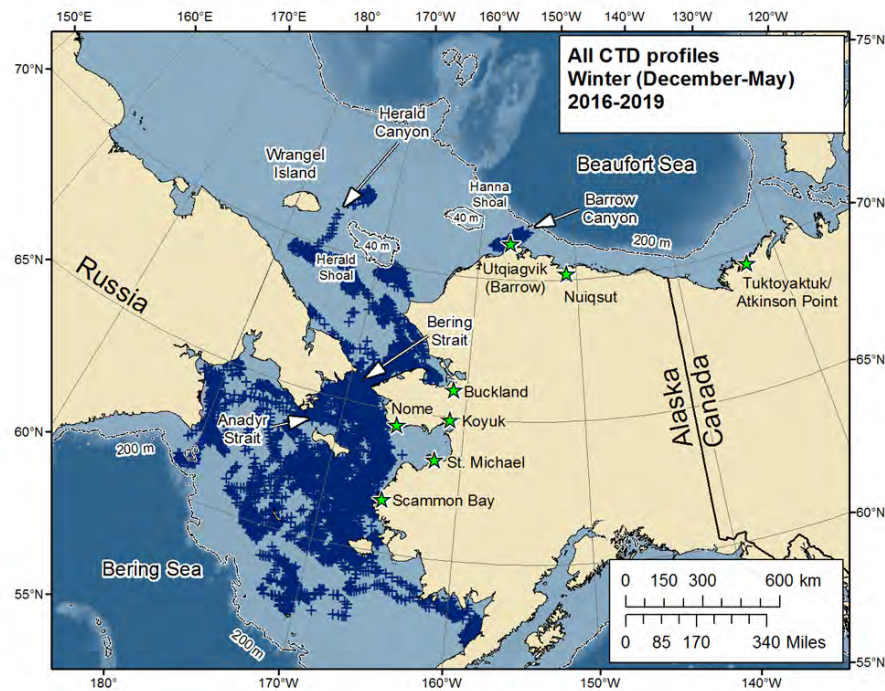 150°E 160°E 170°E 180° 170°W 160°W 150°W 140°W 130°W 120°W
All CTD profiles
Winter (December-May)
2016-2019
75°N
70°N
Herald
Canyon
Wrangel
Island
Beaufort Sea
Hanna
Shoal
Barrow
Canyon
40 m
40 m
200 m
70°N
65°N
Herald
Shoal
Utqiagvik
(Barrow)
Nuiqsut
Tuktoyaktuk/
Atkinson Point
Russia
Bering
Strait
65°N
Alaska
Canada
Buckland
Nome
Koyuk
Anadyr
Strait
60°N
200 m
St. Michael
Scammon Bay
60°N
Bering Sea
55°N
200 m
0 150 300 600 km
0 85 170 340 Miles
55°N
180° 170°W 160°W 150°W 140°W